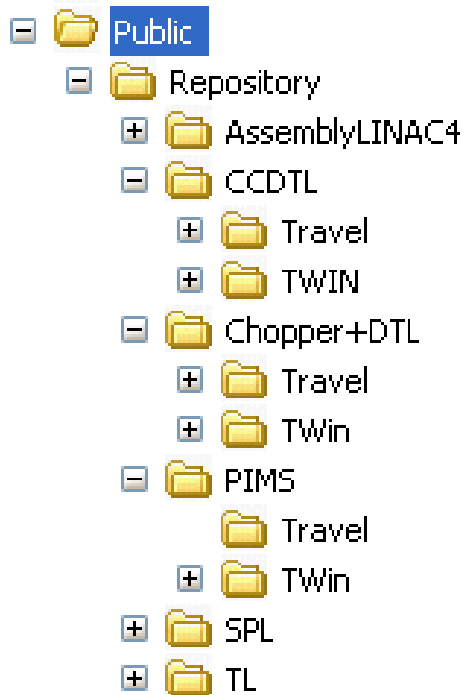 Public
Repository
AssemblyLINAC4
CCDTL
Travel
TWIN
Chopper+DTL
Travel
TWin
PIMS
Travel
TWin
SPL
TL